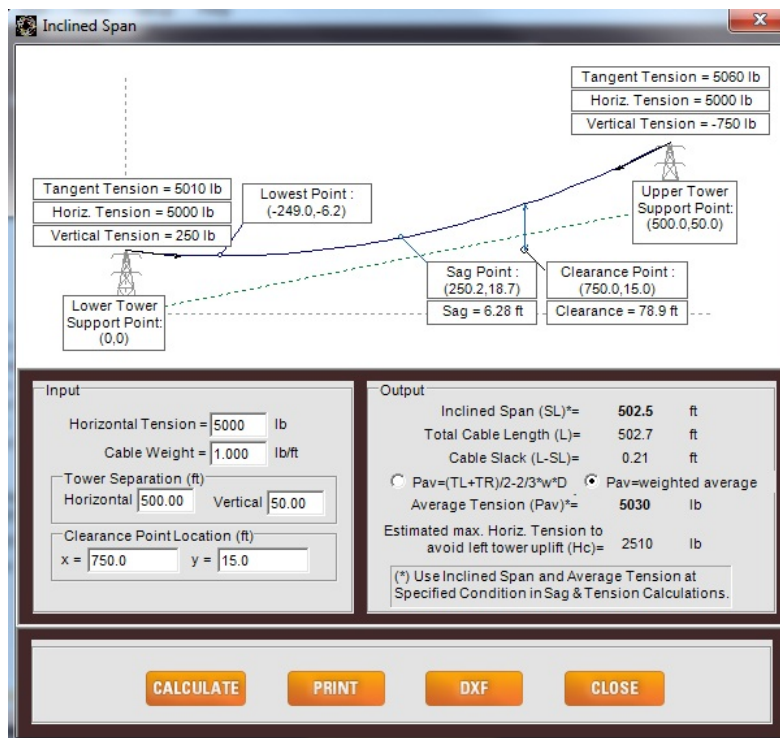 Inclined Span
X
Tangent Tension = 5060 lb
Horiz. Tension = 5000 lb
Vertical Tension = -750 lb
Tangent Tension = 5010 lb
Horiz. Tension = 5000 lb
Vertical Tension = 250 lb
Lowest Point :
(-249.0,-6.2)
Upper Tower
Support Point:
(500.0,50.0)
Lower Tower
Support Point:
(0,0)
Sag Point :
(250.2,18.7)
Sag = 6.28 ft
Clearance Point :
(750.0,15.0)
Clearance = 78.9 ft
Input
Horizontal Tension = 5000 lb
Cable Weight = 1.000 lb/ft
Tower Separation (ft)
Horizontal 500.00 Vertical 50.00
Clearance Point Location (ft)
x = 750.0 y = 15.0
Output
Inclined Span (SL)*= 502.5 ft
Total Cable Length (L)= 502.7 ft
Cable Slack (L-SL)= 0.21 ft
Pav=(TL+TR)/2-2/3*w*D Pav=weighted average
Average Tension (Pav)*= 5030 lb
Estimated max. Horiz. Tension to
avoid left tower uplift (Hc)= 2510 lb
(*) Use Inclined Span and Average Tension at
Specified Condition in Sag & Tension Calculations.
CALCULATE PRINT DXF CLOSE